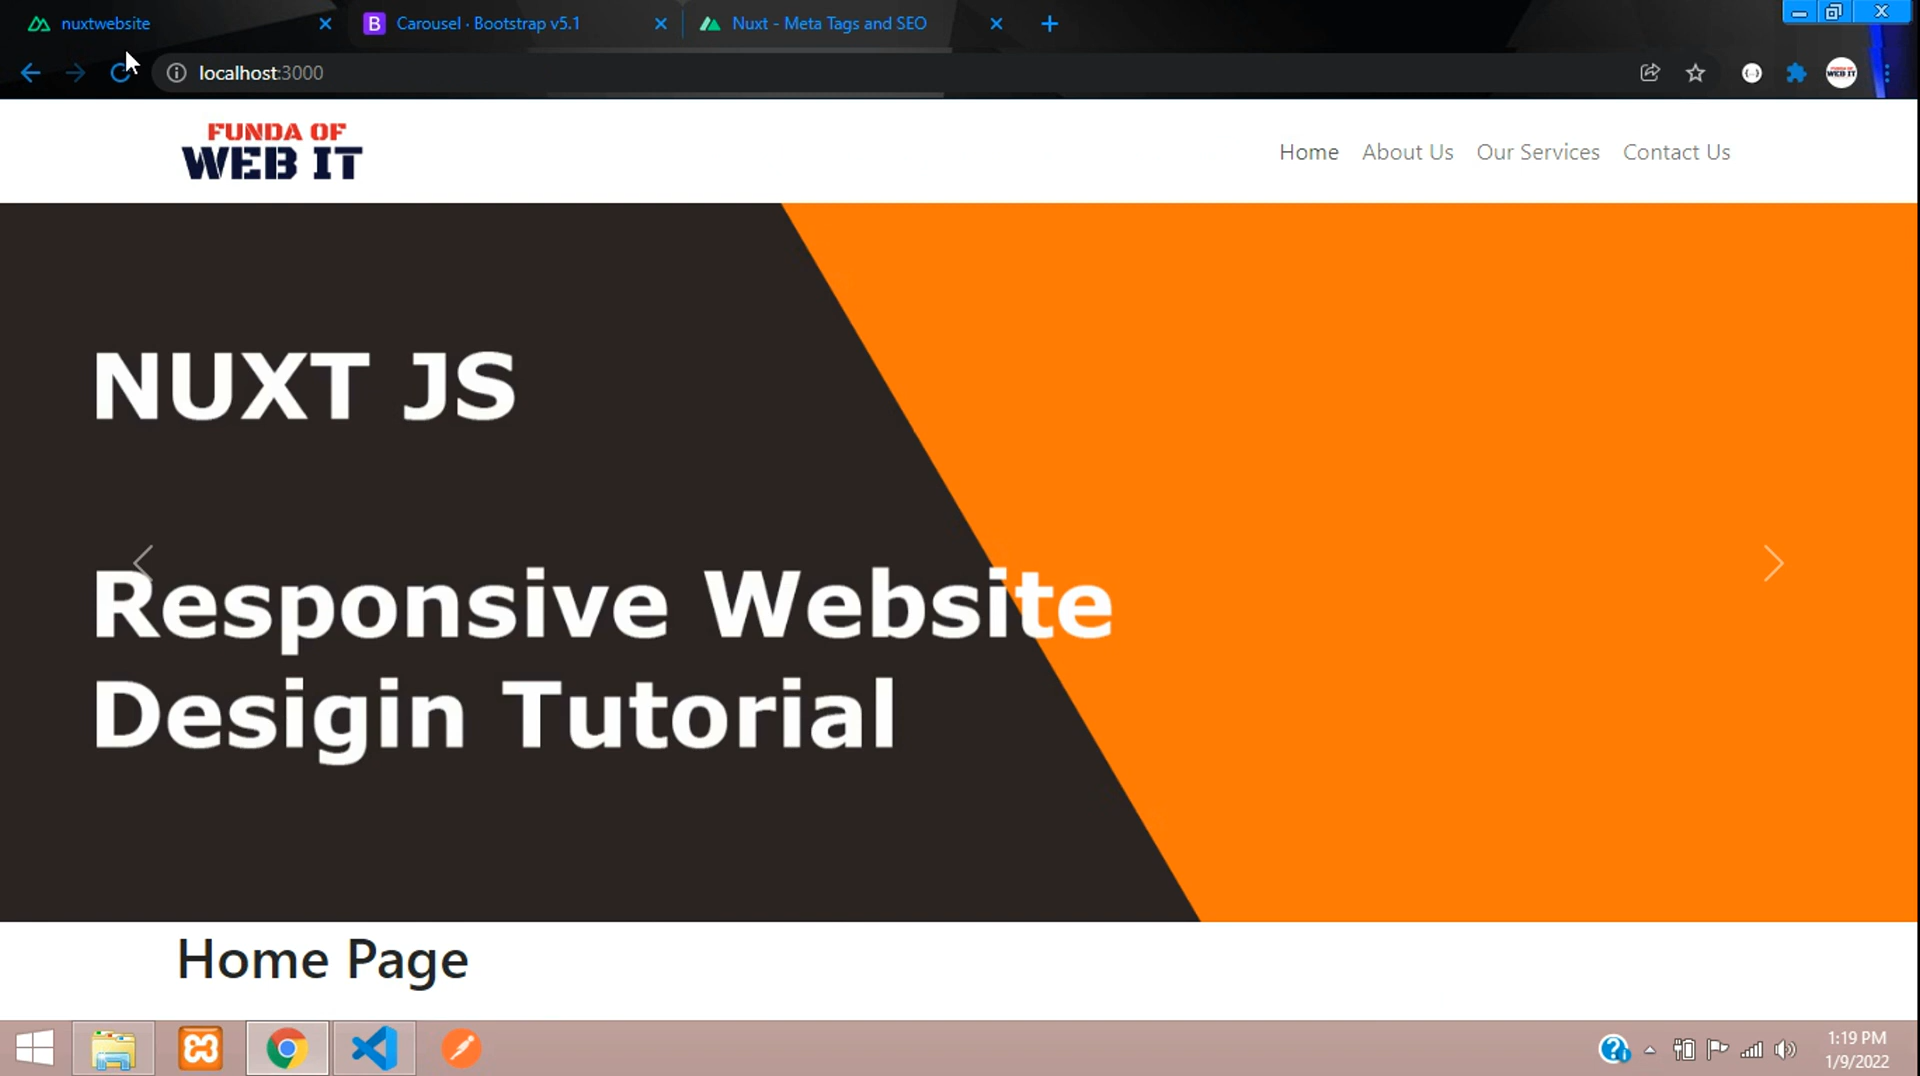 nuxtwebsite
Carousel · Bootstrap v5.1
Nuxt - Meta Tags and SEO
localhost:3000
FUNDA OF
WEB IT
Home
About Us
Our Services
Contact Us
NUXT JS
Responsive Website
Desigin Tutorial
Home Page
1:19 PM
1/9/2022